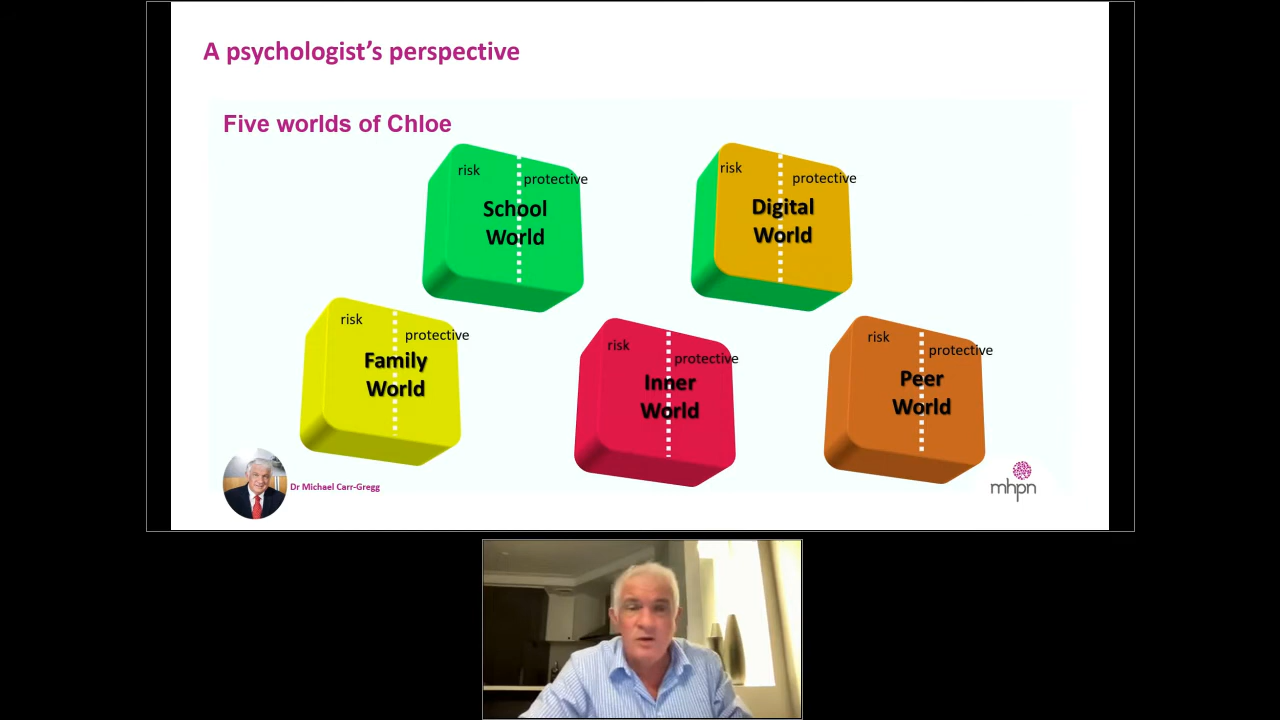 A psychologist's perspective
Five worlds of Chloe
risk
protective
School
World
risk
protective
Digital
World
risk
protective
Family
World
risk
protective
Inner
World
risk
protective
Peer
World
Dr Michael Carr-Gregg
mhpn